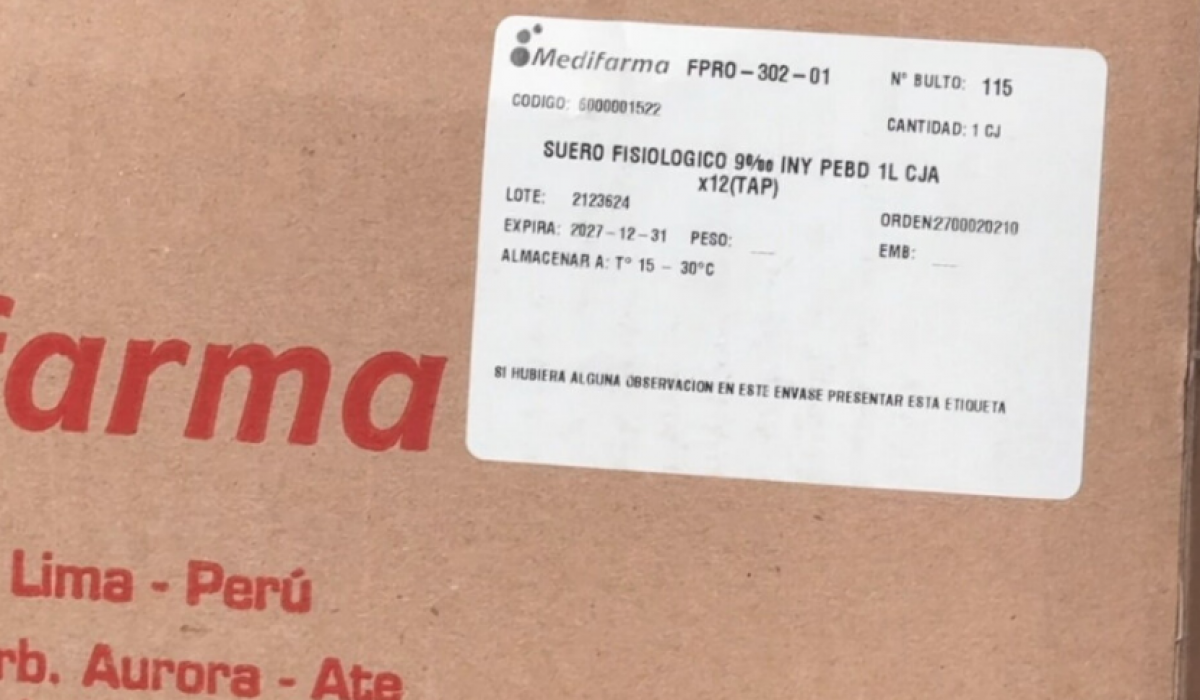 Medifarma FPRO-302-01 N° BULTO: 115
CODIGO: 6000001522
CANTIDAD: 1 CJ
SUERO FISIOLOGICO 9‰ INY PEBD 1L CJA
x12(TAP)
LOTE: 2123624
ORDEN2700020210
EXPIRA: 2027-12-31 PESO: __ EMB: __
ALMACENAR A: T° 15 - 30°C
SI HUBIERA ALGUNA OBSERVACION EN ESTE ENVASE PRESENTAR ESTA ETIQUETA
farma
Lima - Perú
rb. Aurora - Ate